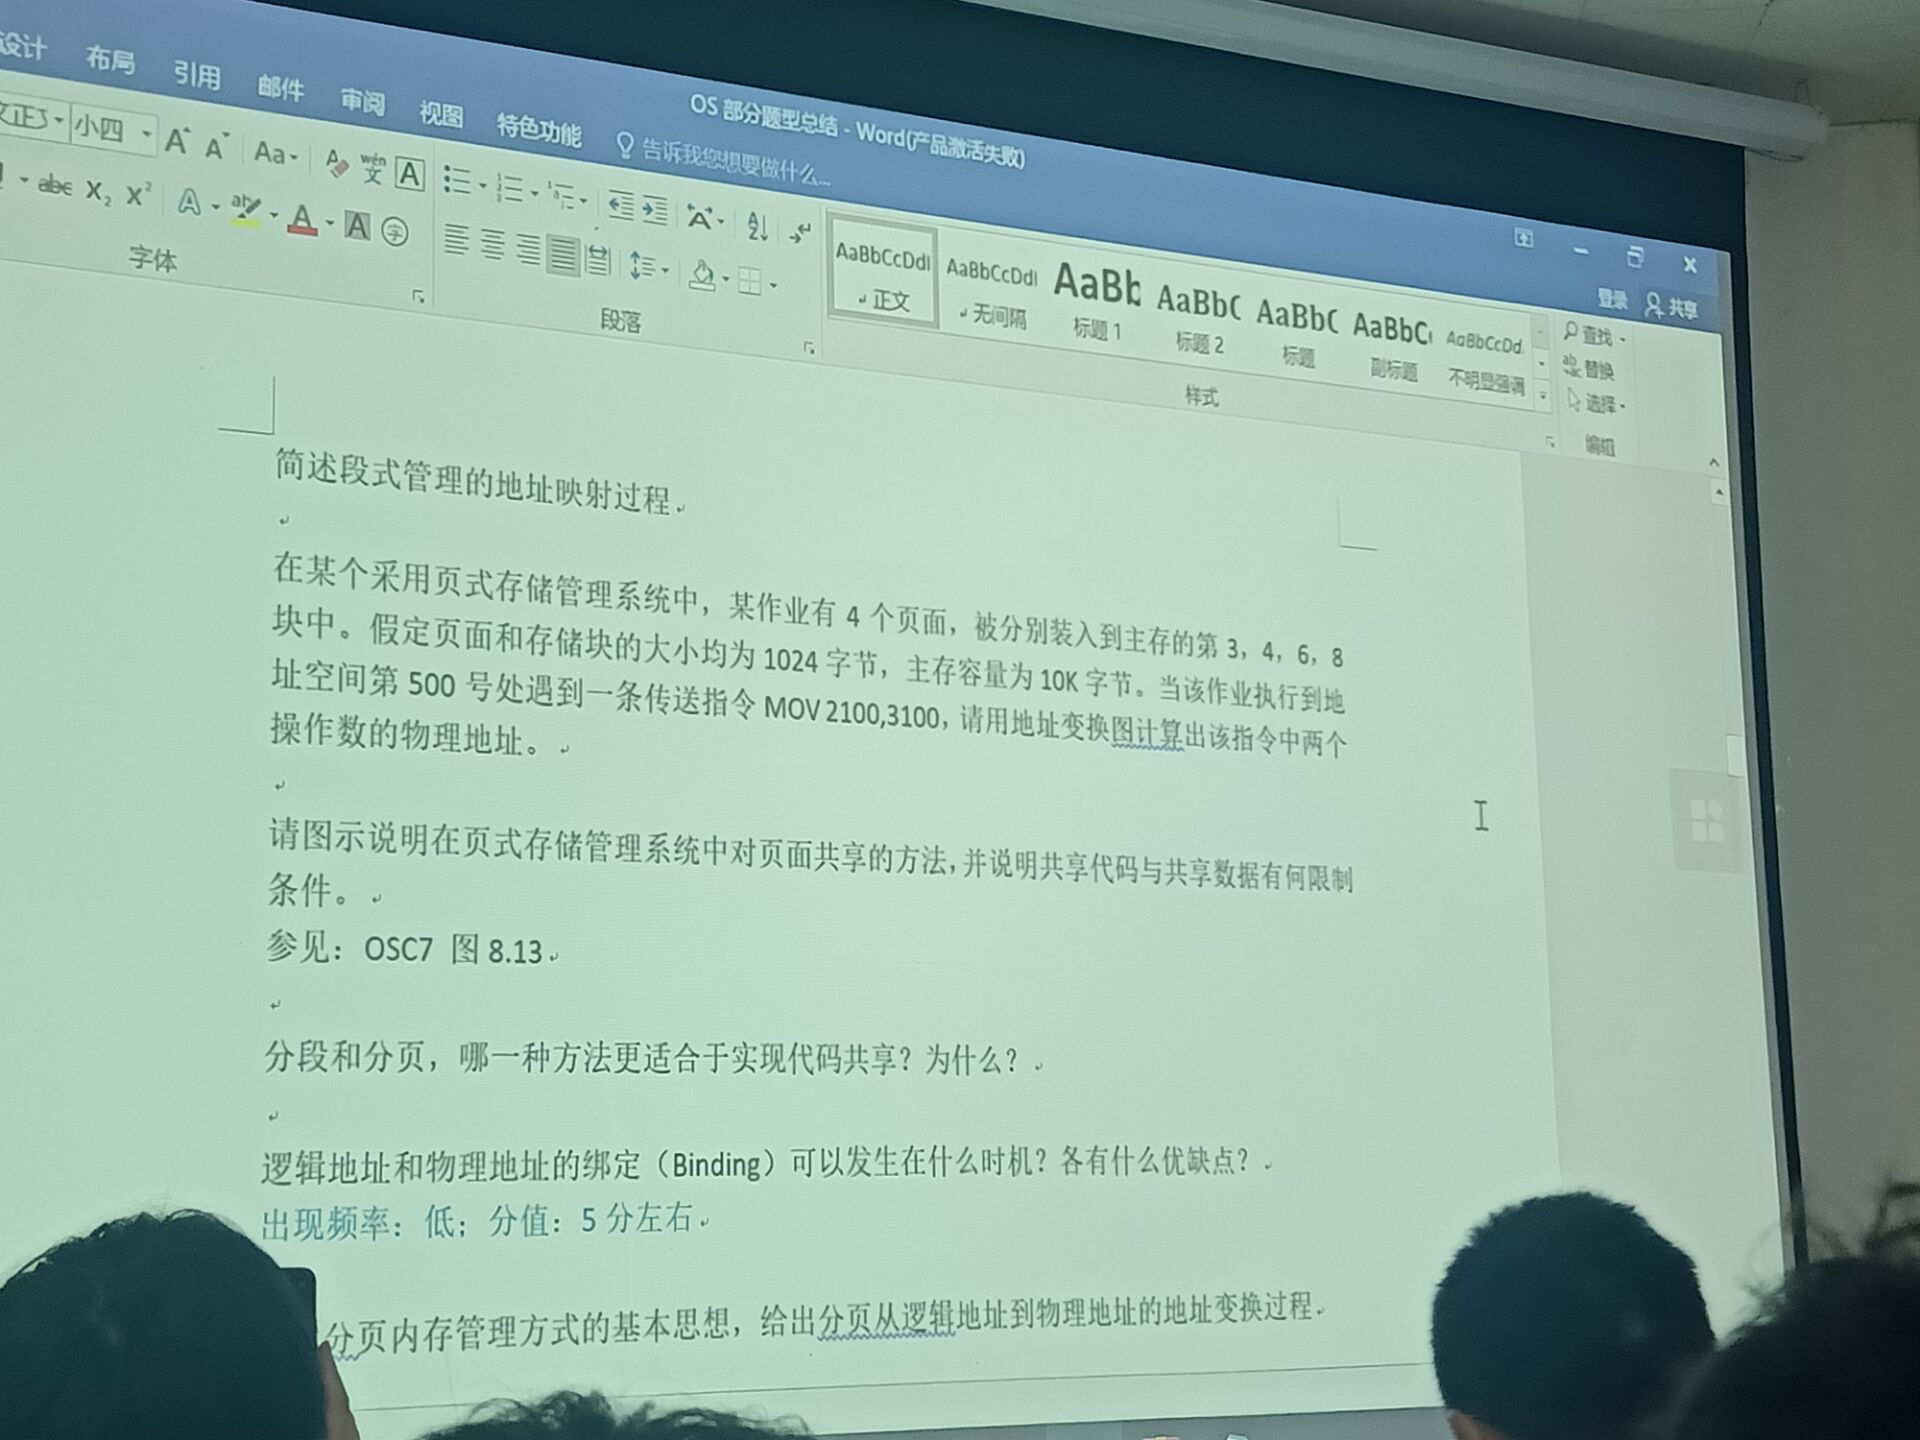 OS 部分题型总结 - Word(产品激活失败)
设计 布局 引用 邮件 审阅 视图 特色功能 告诉我您想要做什么...
登录 共享
小四 Aa wén 文 A
abc X₂ X² A A A 字
字体
段落
AaBbCcDdI AaBbCcDdI AaBb AaBbC AaBbC AaBbC AaBbCcDd
正文 无间隔 标题 1 标题 2 标题 副标题 不明显强调
样式
查找
替换
选择
编辑
简述段式管理的地址映射过程
在某个采用页式存储管理系统中，某作业有 4 个页面，被分别装入到主存的第 3，4，6，8
块中。假定页面和存储块的大小均为 1024 字节，主存容量为 10K 字节。当该作业执行到地
址空间第 500 号处遇到一条传送指令 MOV 2100,3100，请用地址变换图计算出该指令中两个
操作数的物理地址。
请图示说明在页式存储管理系统中对页面共享的方法，并说明共享代码与共享数据有何限制
条件。
参见：OSC7 图 8.13
分段和分页，哪一种方法更适合于实现代码共享？为什么？
逻辑地址和物理地址的绑定（Binding）可以发生在什么时机？各有什么优缺点？
出现频率：低；分值：5 分左右
分页内存管理方式的基本思想，给出分页从逻辑地址到物理地址的地址变换过程